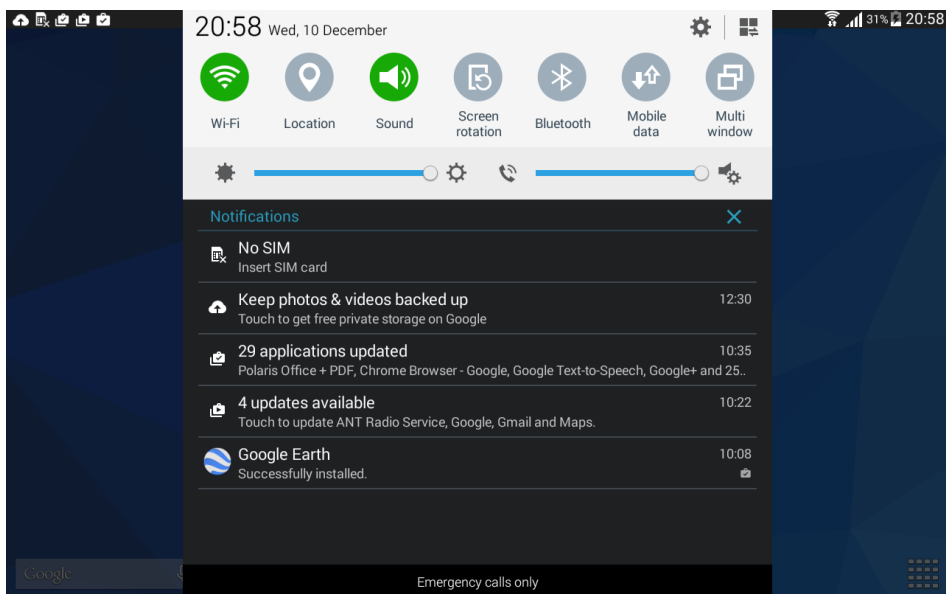 31% 20:58
20:58 Wed, 10 December
Wi-Fi
Location
Sound
Screen
rotation
Bluetooth
Mobile
data
Multi
window
Notifications
No SIM
Insert SIM card
Keep photos & videos backed up 12:30
Touch to get free private storage on Google
29 applications updated 10:35
Polaris Office + PDF, Chrome Browser - Google, Google Text-to-Speech, Google+ and 25..
4 updates available 10:22
Touch to update ANT Radio Service, Google, Gmail and Maps.
Google Earth 10:08
Successfully installed.
Google
Emergency calls only